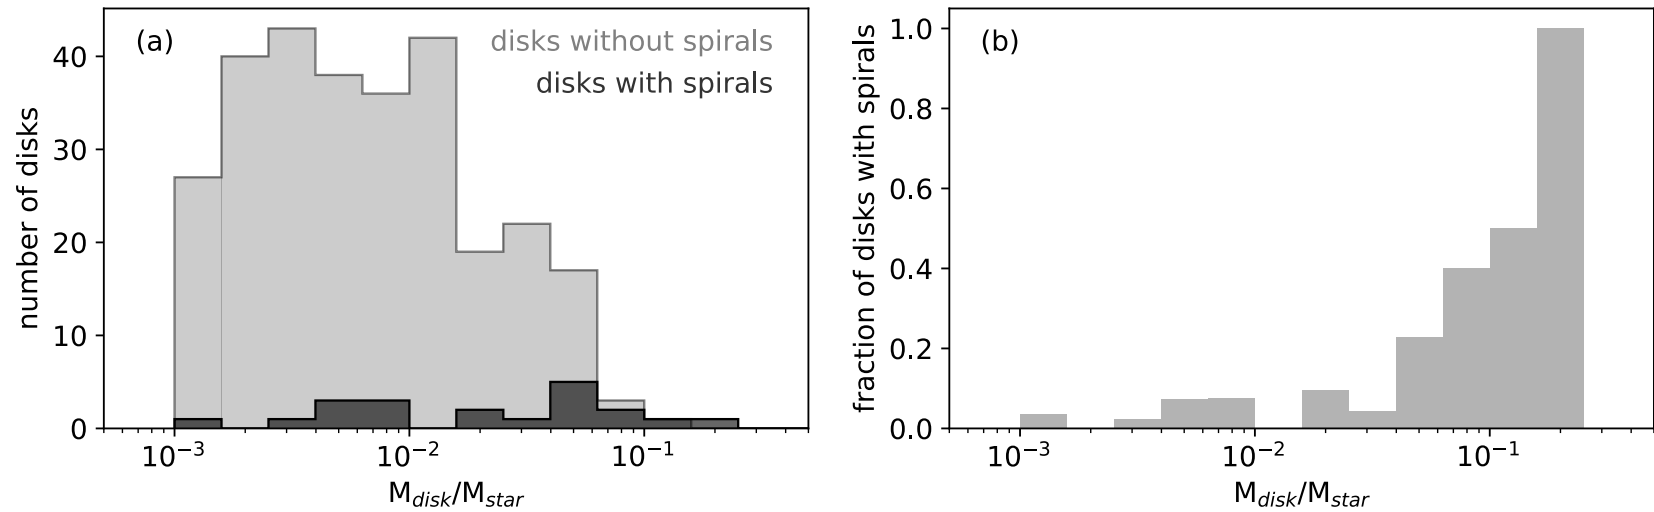 (a)
disks without spirals
disks with spirals
number of disks
40
30
20
10
0
10⁻³
10⁻²
10⁻¹
M_disk/M_star
(b)
fraction of disks with spirals
1.0
0.8
0.6
0.4
0.2
0.0
10⁻³
10⁻²
10⁻¹
M_disk/M_star